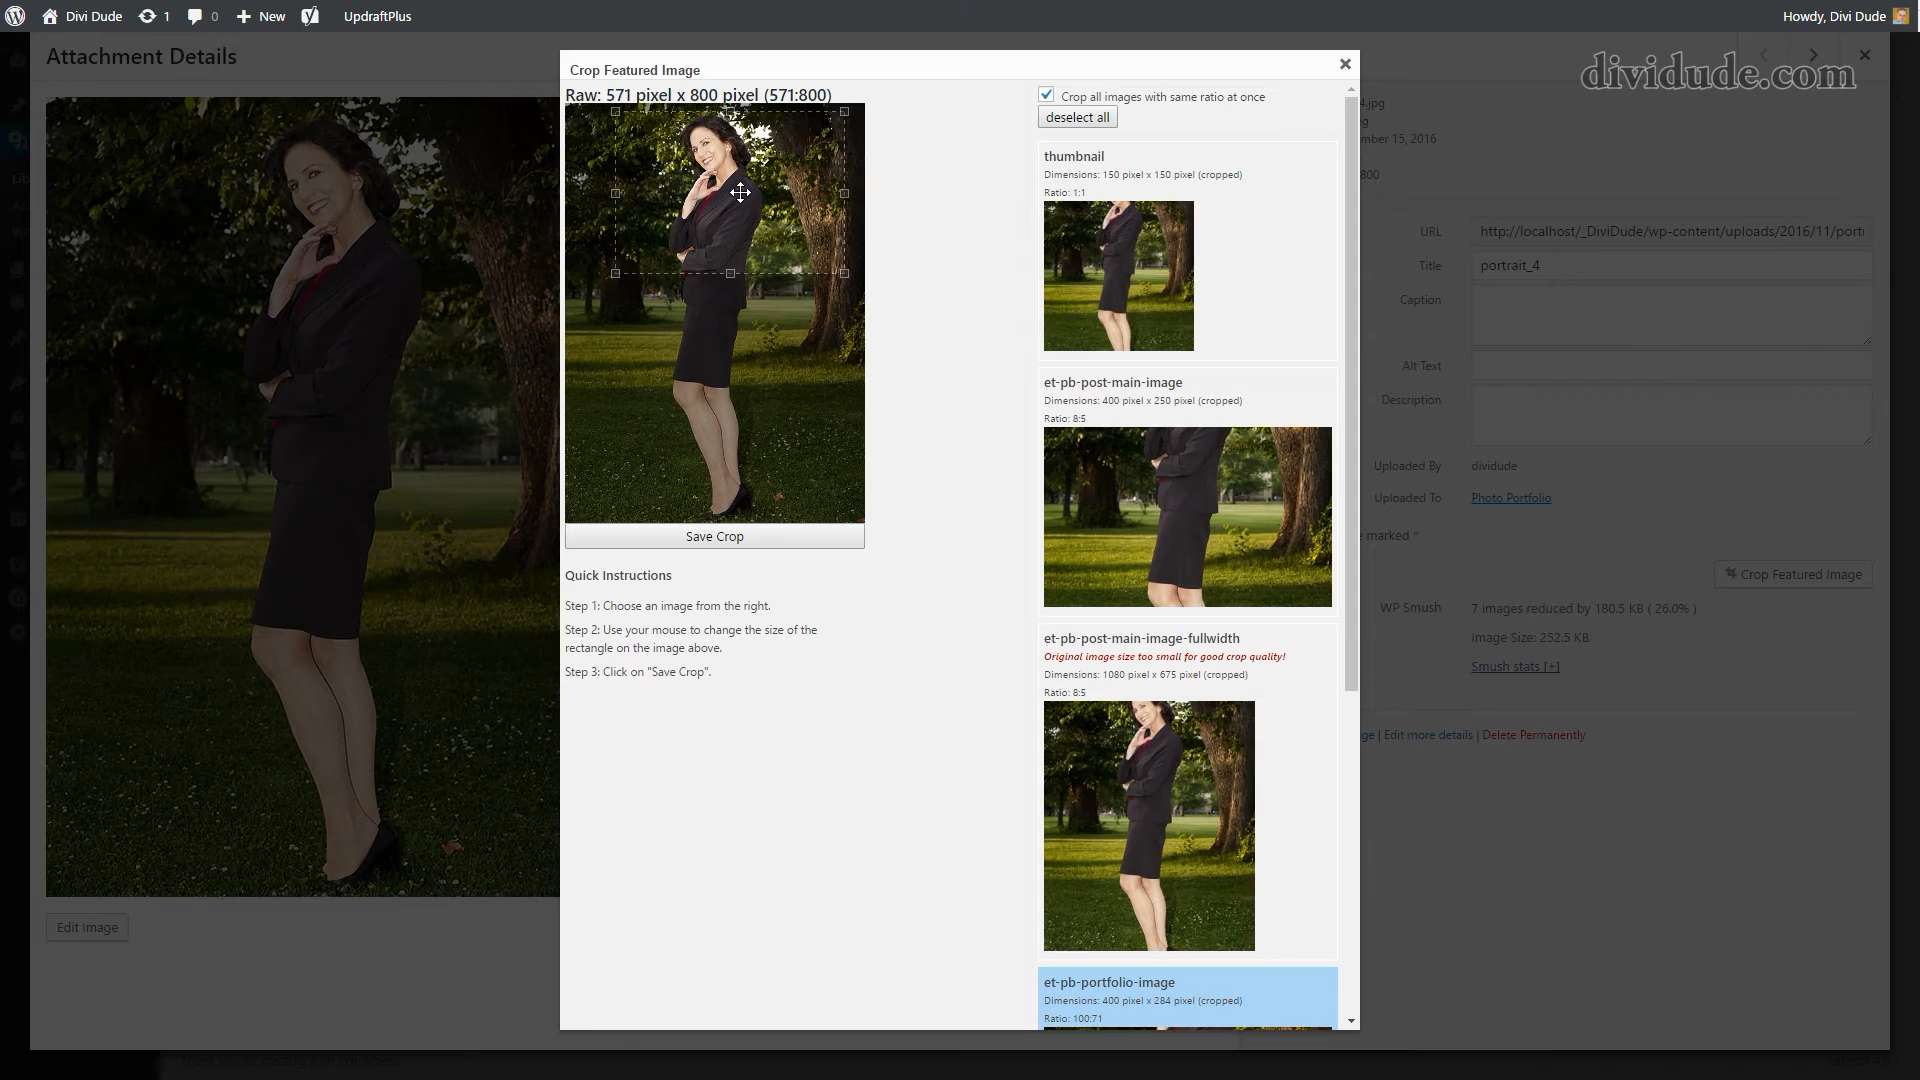 Divi Dude
1
0
New
UpdraftPlus
Howdy, Divi Dude
Attachment Details
dividude.com
Crop Featured Image
Raw: 571 pixel x 800 pixel (571:800)
Save Crop
Quick Instructions
Step 1: Choose an image from the right.
Step 2: Use your mouse to change the size of the
rectangle on the image above.
Step 3: Click on "Save Crop".
Crop all images with same ratio at once
deselect all
thumbnail
Dimensions: 150 pixel x 150 pixel (cropped)
Ratio: 1:1
et-pb-post-main-image
Dimensions: 400 pixel x 250 pixel (cropped)
Ratio: 8:5
et-pb-post-main-image-fullwidth
Original image size too small for good crop quality!
Dimensions: 1080 pixel x 675 pixel (cropped)
Ratio: 8:5
et-pb-portfolio-image
Dimensions: 400 pixel x 284 pixel (cropped)
Ratio: 100:71
4.jpg
mber 15, 2016
800
URL
http://localhost/_DiviDude/wp-content/uploads/2016/11/port
Title
portrait_4
Caption
Alt Text
Description
Uploaded By
dividude
Uploaded To
Photo Portfolio
e marked *
Crop Featured Image
WP Smush
7 images reduced by 180.5 KB ( 26.0% )
Image Size: 252.5 KB
Smush stats [+]
ge | Edit more details | Delete Permanently
Edit Image